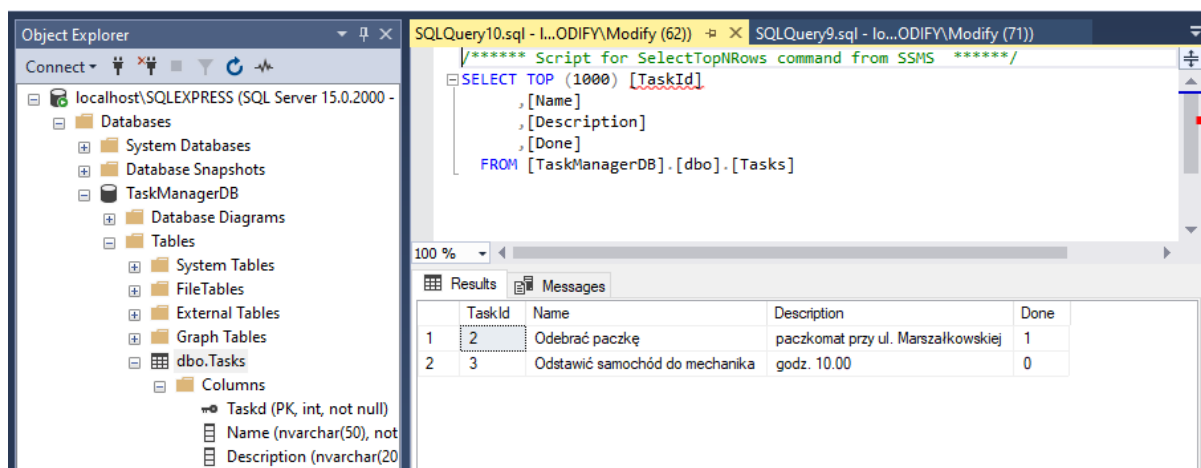 Object Explorer
Connect
localhost\SQLEXPRESS (SQL Server 15.0.2000 -
Databases
System Databases
Database Snapshots
TaskManagerDB
Database Diagrams
Tables
System Tables
FileTables
External Tables
Graph Tables
dbo.Tasks
Columns
Taskd (PK, int, not null)
Name (nvarchar(50), not
Description (nvarchar(20
SQLQuery10.sql - l...ODIFY\Modify (62)) SQLQuery9.sql - lo...ODIFY\Modify (71))
/****** Script for SelectTopNRows command from SSMS ******/
SELECT TOP (1000) [TaskId]
,[Name]
,[Description]
,[Done]
FROM [TaskManagerDB].[dbo].[Tasks]
100 %
Results Messages
TaskId Name Description Done
1 2 Odebrać paczkę paczkomat przy ul. Marszałkowskiej 1
2 3 Odstawić samochód do mechanika godz. 10.00 0